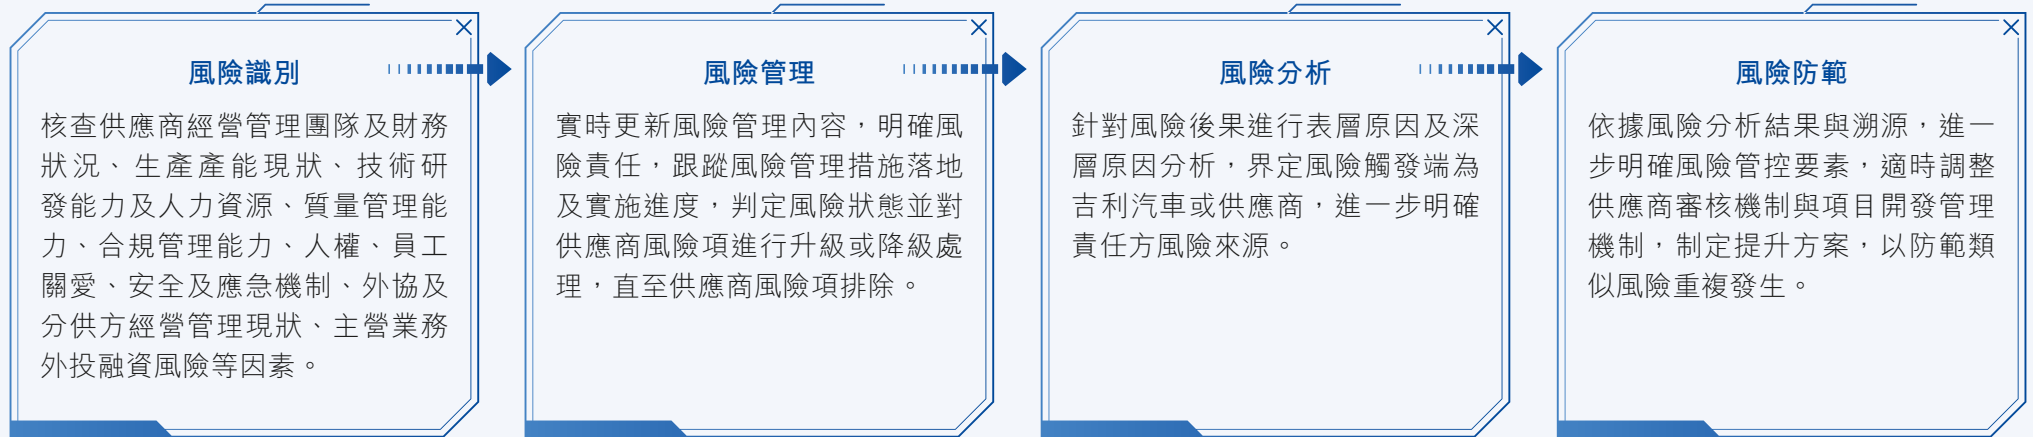 風險識別
核查供應商經營管理團隊及財務
狀況、生產產能現狀、技術研
發能力及人力資源、質量管理能
力、合規管理能力、人權、員工
關愛、安全及應急機制、外協及
分供方經營管理現狀、主營業務
外投融資風險等因素。
風險管理
實時更新風險管理內容，明確風
險責任，跟蹤風險管理措施落地
及實施進度，判定風險狀態並對
供應商風險項進行升級或降級處
理，直至供應商風險項排除。
風險分析
針對風險後果進行表層原因及深
層原因分析，界定風險觸發端為
吉利汽車或供應商，進一步明確
責任方風險來源。
風險防範
依據風險分析結果與溯源，進一
步明確風險管控要素，適時調整
供應商審核機制與項目開發管理
機制，制定提升方案，以防範類
似風險重複發生。